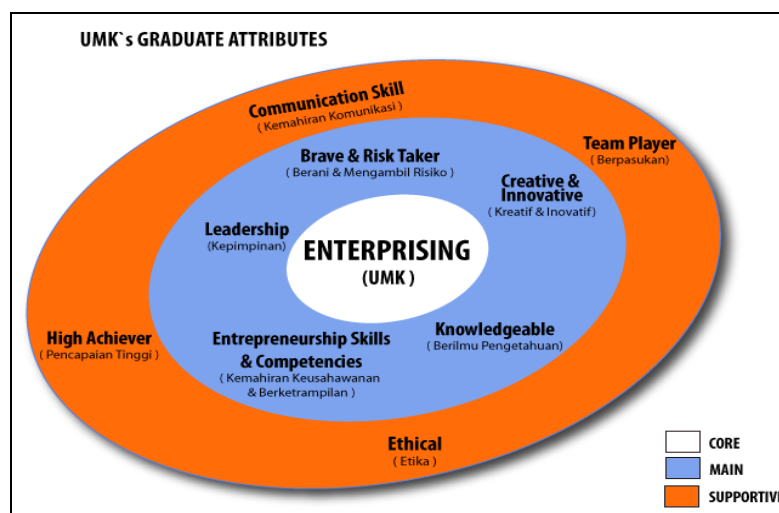 UMK`s GRADUATE ATTRIBUTES
Communication Skill
( Kemahiran Komunikasi )
Brave & Risk Taker
( Berani & Mengambil Risiko )
Team Player
( Berpasukan)
Creative &
Innovative
( Kreatif & Inovatif)
Leadership
(Kepimpinan)
ENTERPRISING
(UMK )
High Achiever
( Pencapaian Tinggi )
Entrepreneurship Skills
& Competencies
( Kemahiran Keusahawanan
& Berketrampilan )
Knowledgeable
( Berilmu Pengetahuan)
Ethical
( Etika )
CORE
MAIN
SUPPORTIVE